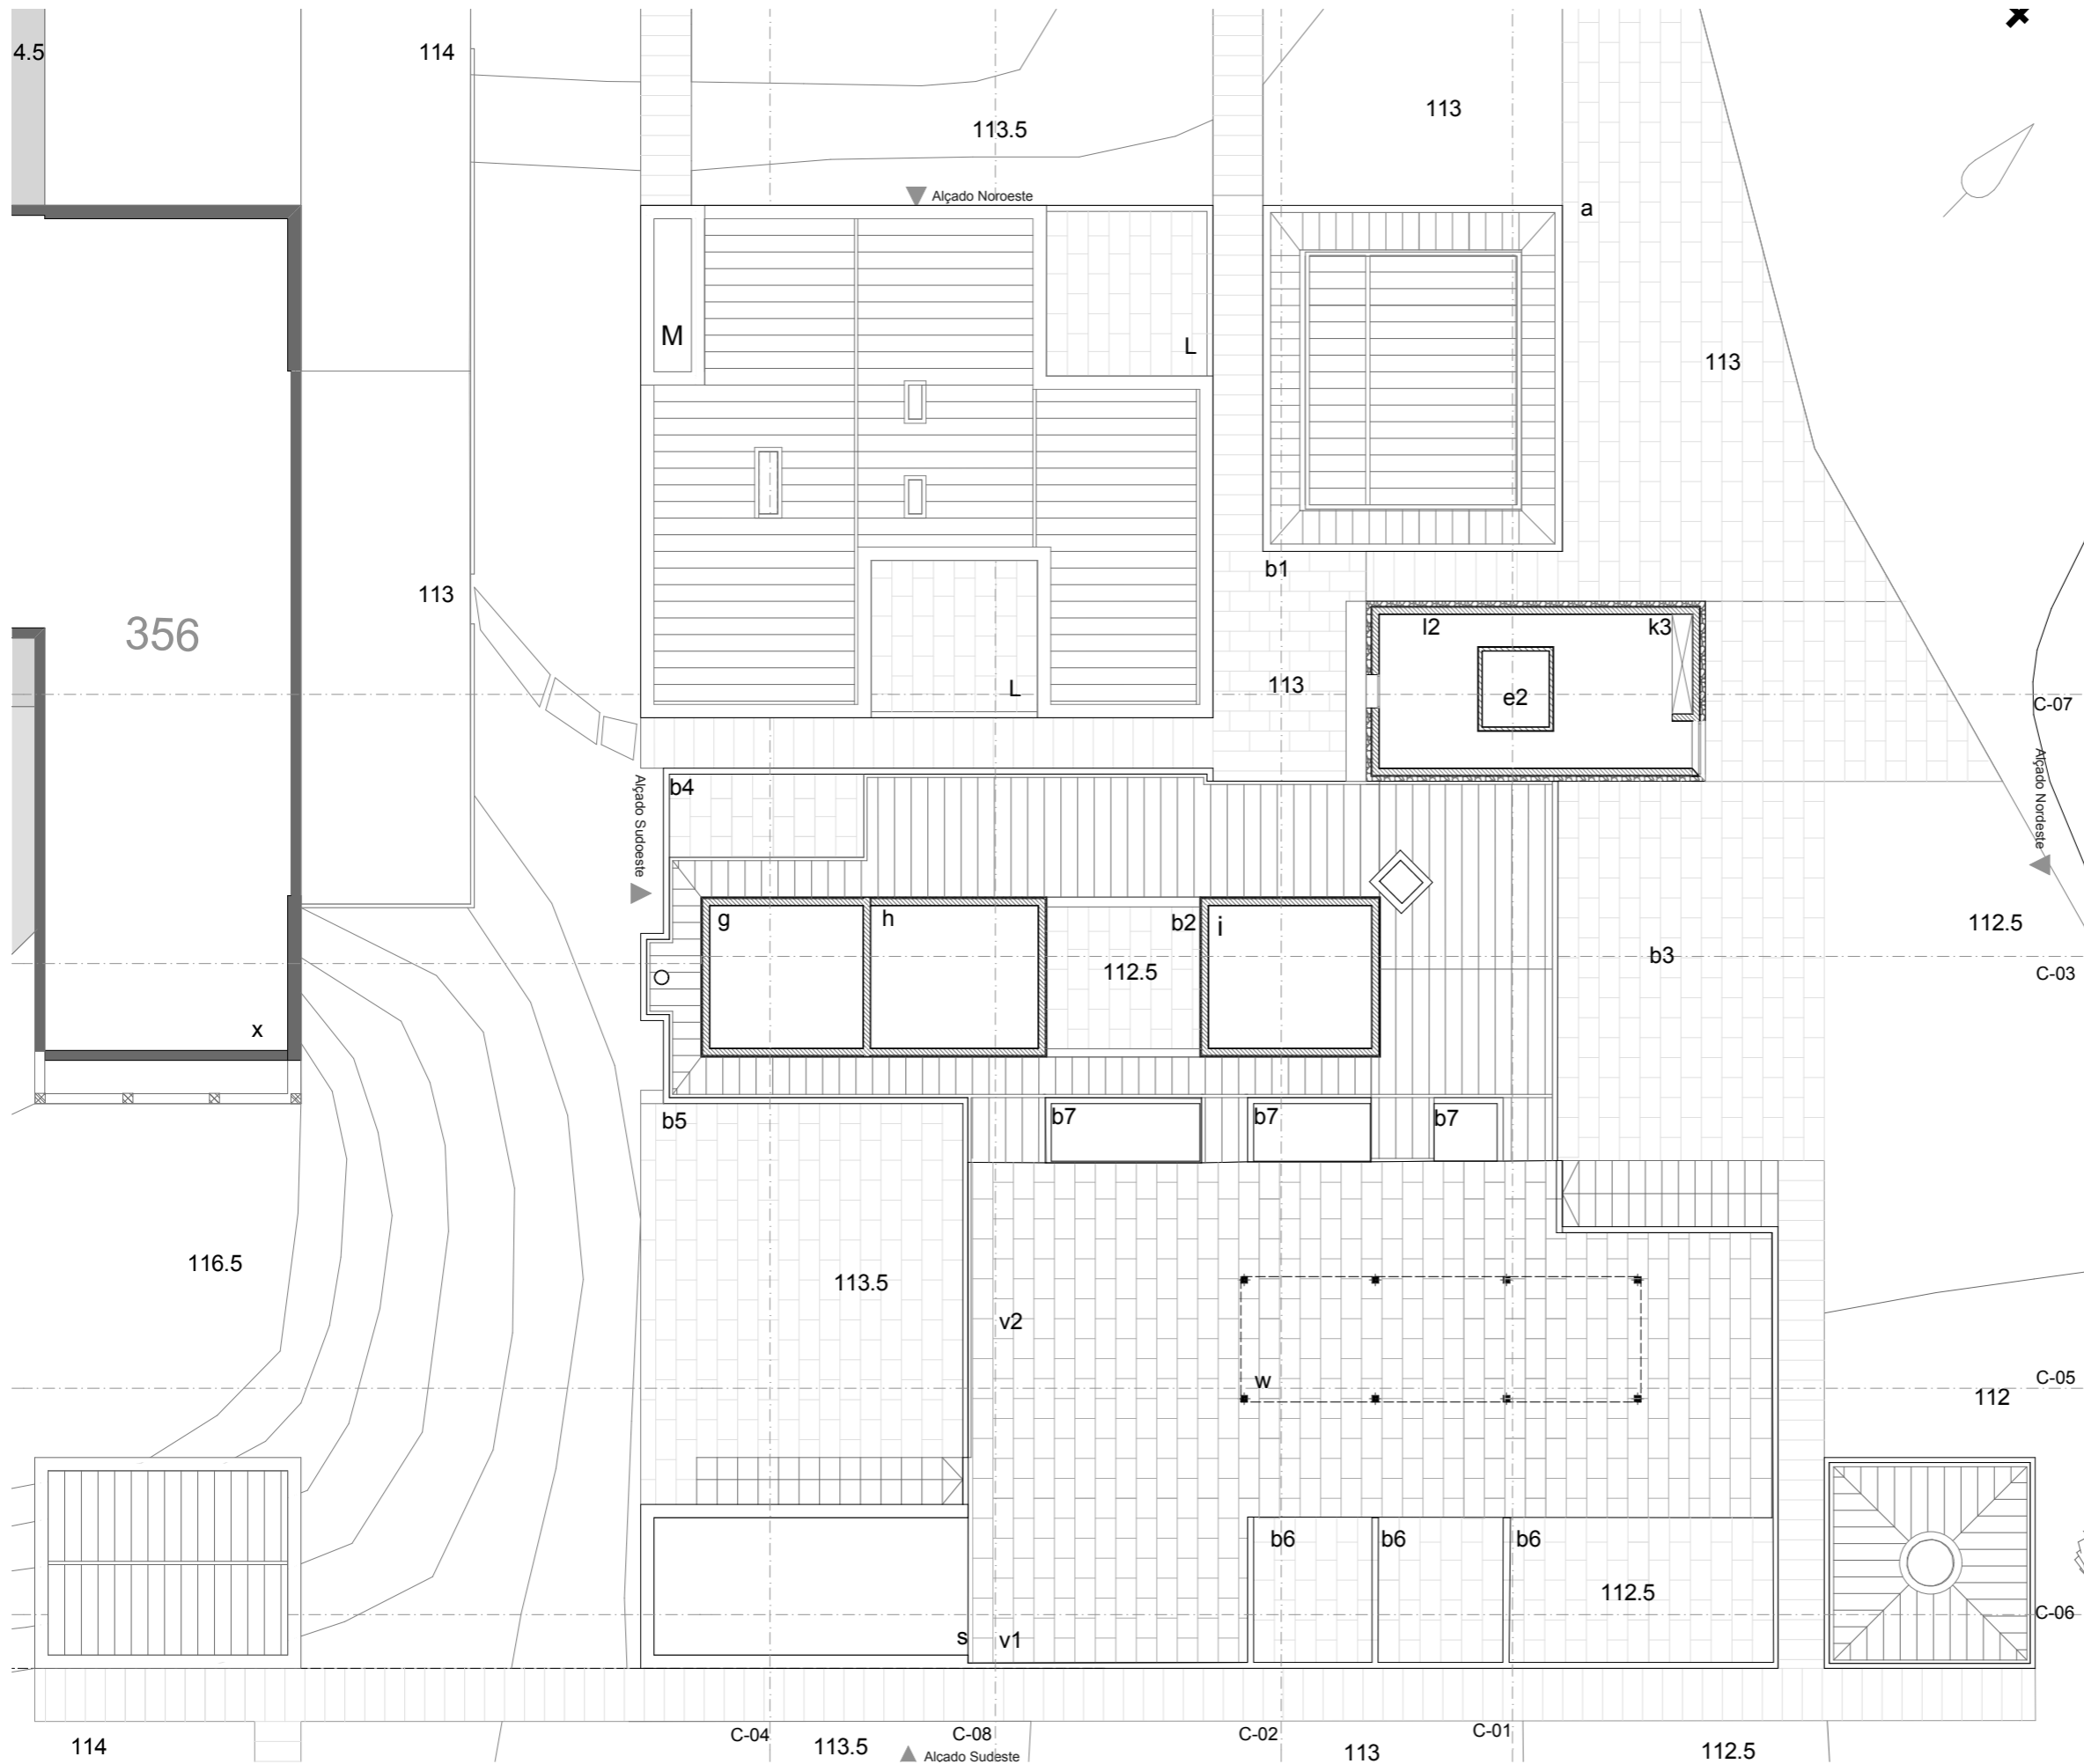 4.5
114
113.5
113
Alçado Noroeste
a
M
L
113
b1
113
356
l2
k3
L
113
e2
C-07
Alçado Nordeste
Alçado Sudoeste
b4
g
h
b2
i
112.5
b3
112.5
C-03
x
b5
b7
b7
b7
116.5
113.5
v2
w
C-05
112
b6
b6
b6
112.5
C-06
s
v1
114
C-04
113.5
C-08
Alçado Sudeste
C-02
113
C-01
112.5